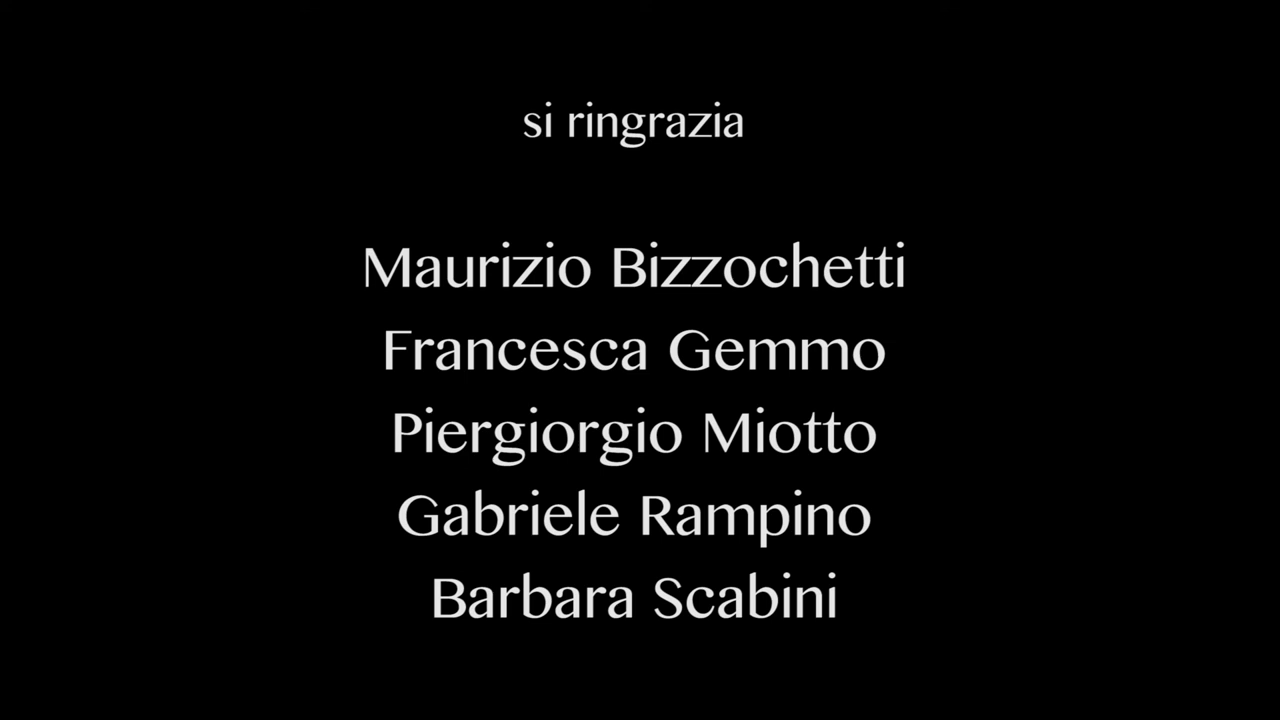 si ringrazia
Maurizio Bizzochetti
Francesca Gemmo
Piergiorgio Miotto
Gabriele Rampino
Barbara Scabini